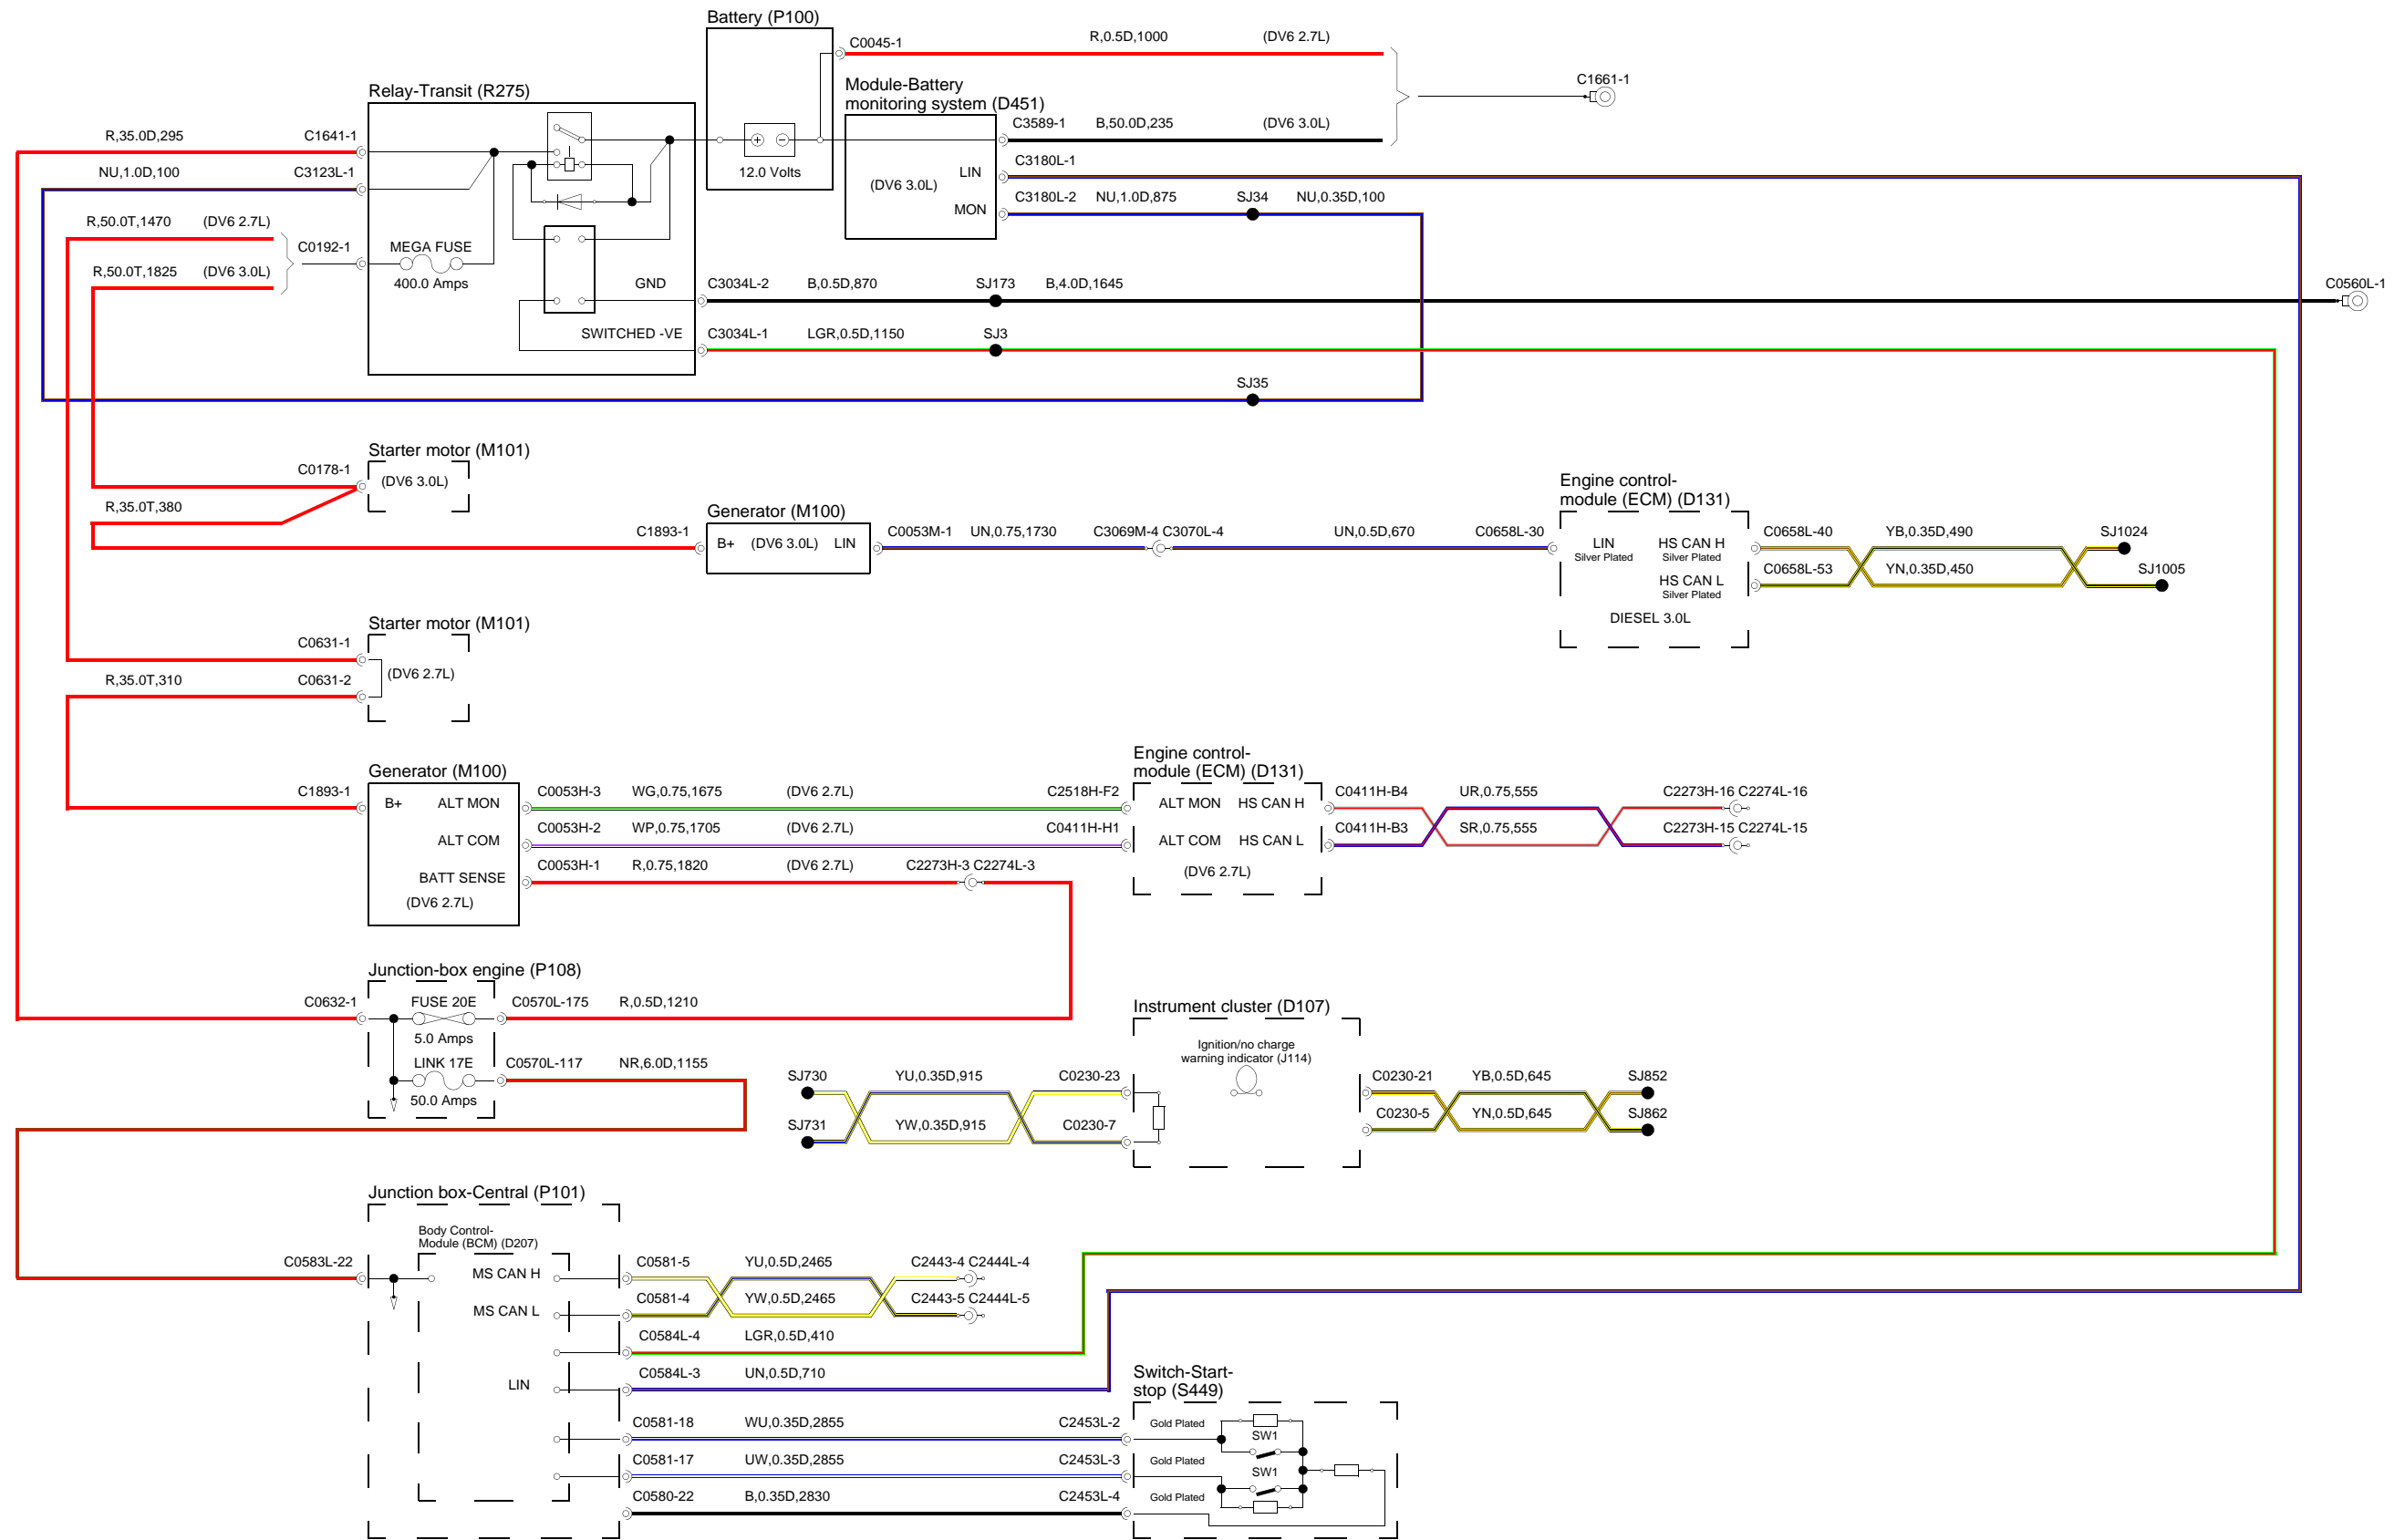 Battery (P100)
C0045-1
R,0.5D,1000
(DV6 2.7L)
C1661-1
Module-Battery
monitoring system (D451)
Relay-Transit (R275)
R,35.0D,295
C1641-1
C3589-1
B,50.0D,235
(DV6 3.0L)
12.0 Volts
C3180L-1
NU,1.0D,100
C3123L-1
LIN
(DV6 3.0L)
C3180L-2
NU,1.0D,875
SJ34
NU,0.35D,100
MON
R,50.0T,1470
(DV6 2.7L)
C0192-1
MEGA FUSE
400.0 Amps
R,50.0T,1825
(DV6 3.0L)
GND
C3034L-2
B,0.5D,870
SJ173
B,4.0D,1645
C0560L-1
SWITCHED -VE
C3034L-1
LGR,0.5D,1150
SJ3
SJ35
Starter motor (M101)
C0178-1
(DV6 3.0L)
R,35.0T,380
Engine control-
module (ECM) (D131)
Generator (M100)
C1893-1
B+
(DV6 3.0L)
LIN
C0053M-1
UN,0.75,1730
C3069M-4 C3070L-4
UN,0.5D,670
C0658L-30
LIN
Silver Plated
HS CAN H
Silver Plated
C0658L-40
YB,0.35D,490
SJ1024
HS CAN L
Silver Plated
C0658L-53
YN,0.35D,450
SJ1005
DIESEL 3.0L
Starter motor (M101)
C0631-1
(DV6 2.7L)
R,35.0T,310
C0631-2
Engine control-
module (ECM) (D131)
Generator (M100)
C1893-1
B+
ALT MON
C0053H-3
WG,0.75,1675
(DV6 2.7L)
C2518H-F2
ALT MON
HS CAN H
C0411H-B4
UR,0.75,555
C2273H-16 C2274L-16
ALT COM
C0053H-2
WP,0.75,1705
(DV6 2.7L)
C0411H-H1
ALT COM
HS CAN L
C0411H-B3
SR,0.75,555
C2273H-15 C2274L-15
BATT SENSE
C0053H-1
R,0.75,1820
(DV6 2.7L)
C2273H-3 C2274L-3
(DV6 2.7L)
(DV6 2.7L)
Junction-box engine (P108)
C0632-1
FUSE 20E
5.0 Amps
C0570L-175
R,0.5D,1210
LINK 17E
50.0 Amps
C0570L-117
NR,6.0D,1155
Instrument cluster (D107)
Ignition/no charge
warning indicator (J114)
SJ730
YU,0.35D,915
C0230-23
C0230-21
YB,0.5D,645
SJ852
SJ731
YW,0.35D,915
C0230-7
C0230-5
YN,0.5D,645
SJ862
Junction box-Central (P101)
Body Control-
Module (BCM) (D207)
C0583L-22
MS CAN H
C0581-5
YU,0.5D,2465
C2443-4 C2444L-4
MS CAN L
C0581-4
YW,0.5D,2465
C2443-5 C2444L-5
C0584L-4
LGR,0.5D,410
LIN
C0584L-3
UN,0.5D,710
Switch-Start-
stop (S449)
C0581-18
WU,0.35D,2855
C2453L-2
Gold Plated
SW1
C0581-17
UW,0.35D,2855
C2453L-3
Gold Plated
SW1
C0580-22
B,0.35D,2830
C2453L-4
Gold Plated